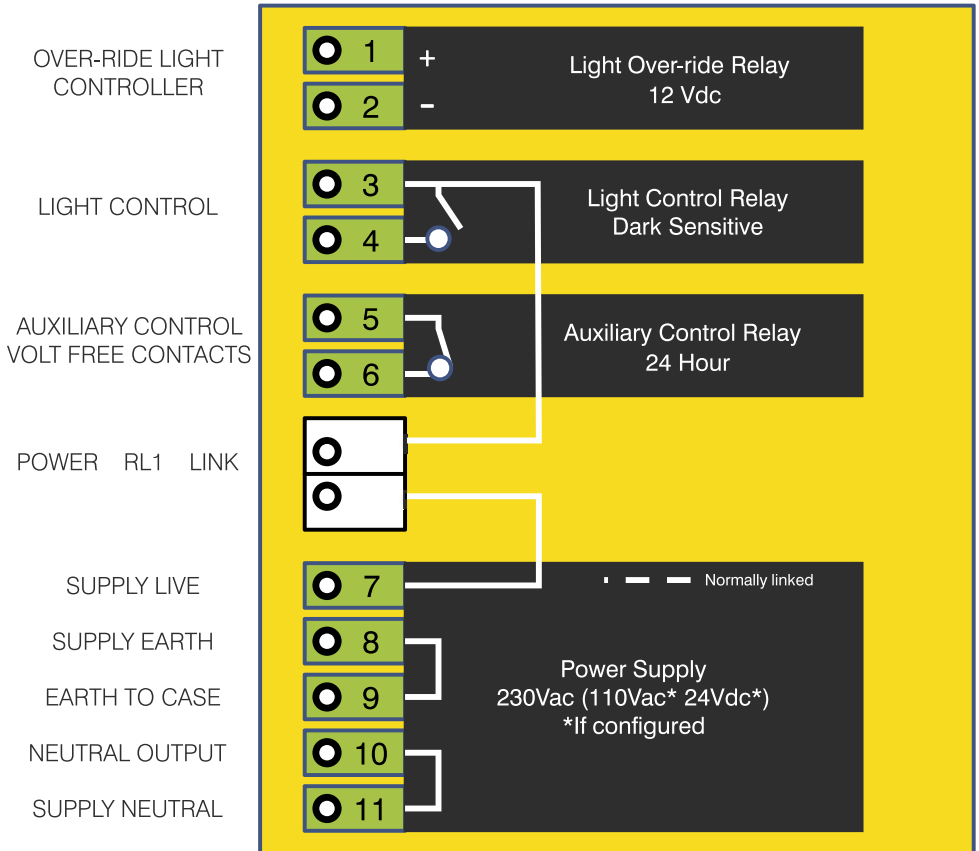 OVER-RIDE LIGHT
CONTROLLER
1 +
2 −
Light Over-ride Relay
12 Vdc
LIGHT CONTROL
3
4
Light Control Relay
Dark Sensitive
AUXILIARY CONTROL
VOLT FREE CONTACTS
5
6
Auxiliary Control Relay
24 Hour
POWER RL1 LINK
SUPPLY LIVE
7
Normally linked
SUPPLY EARTH
8
EARTH TO CASE
9
NEUTRAL OUTPUT
10
SUPPLY NEUTRAL
11
Power Supply
230Vac (110Vac* 24Vdc*)
*If configured